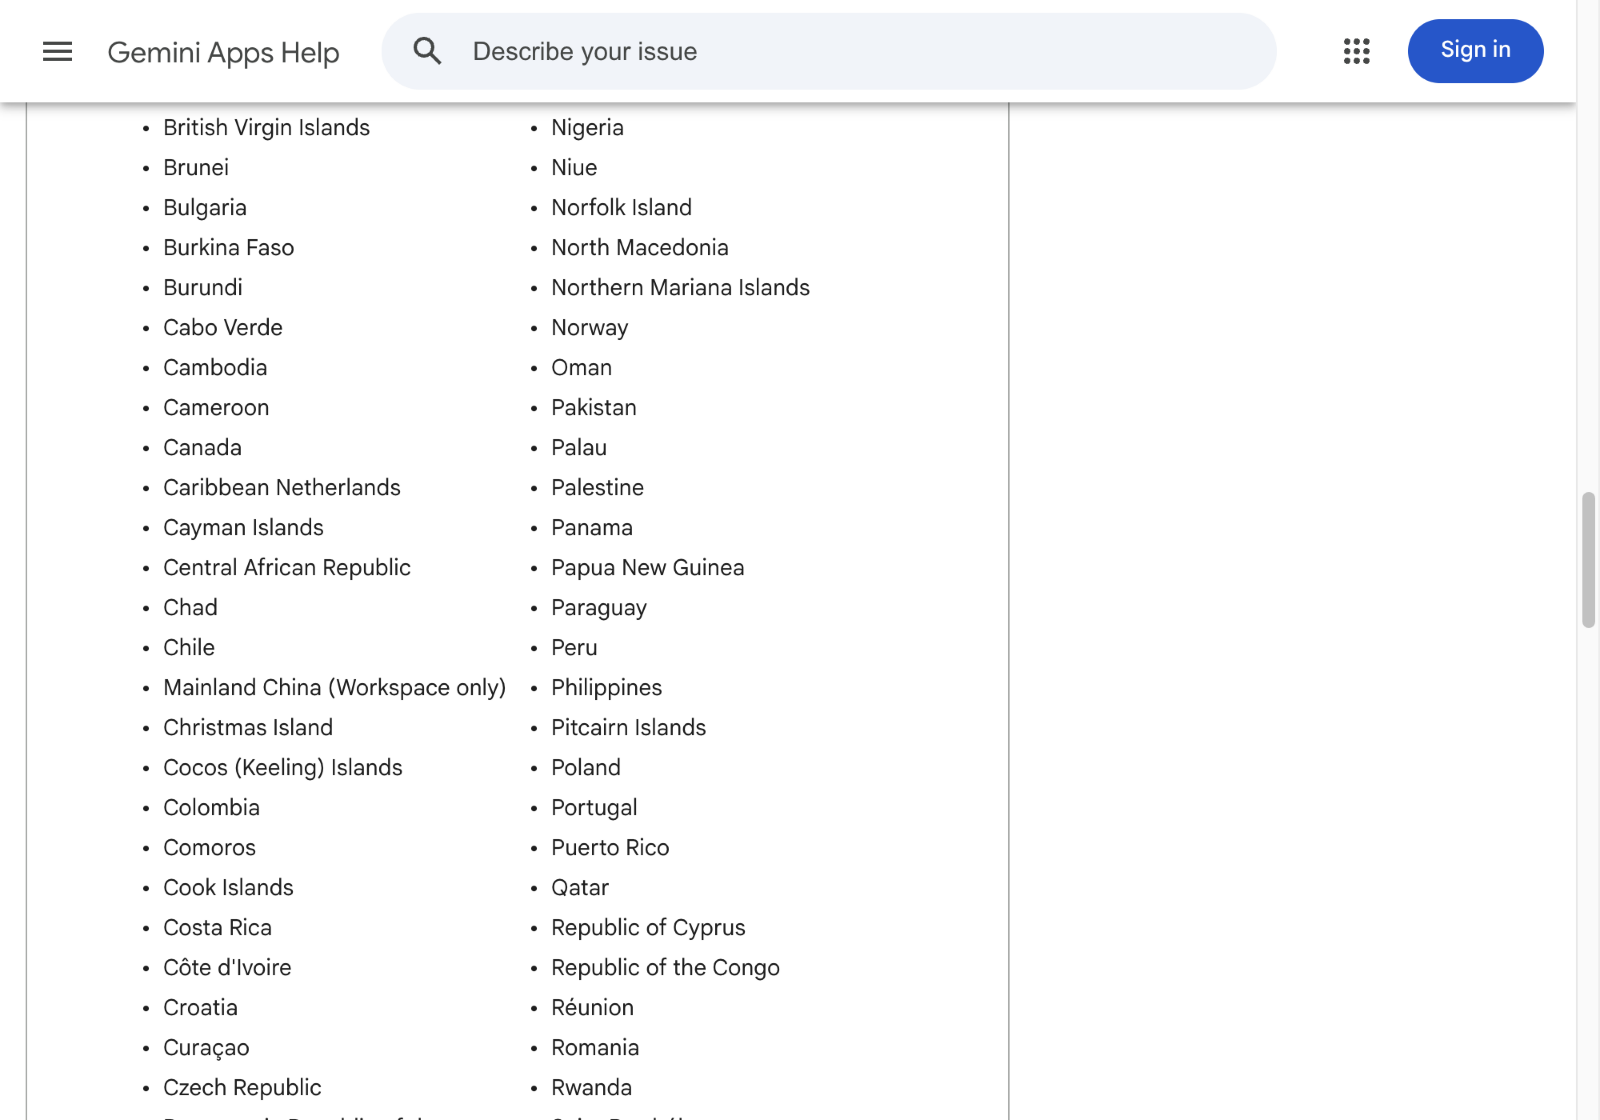 Gemini Apps Help
Describe your issue
Sign in
• British Virgin Islands
• Brunei
• Bulgaria
• Burkina Faso
• Burundi
• Cabo Verde
• Cambodia
• Cameroon
• Canada
• Caribbean Netherlands
• Cayman Islands
• Central African Republic
• Chad
• Chile
• Mainland China (Workspace only)
• Christmas Island
• Cocos (Keeling) Islands
• Colombia
• Comoros
• Cook Islands
• Costa Rica
• Côte d'Ivoire
• Croatia
• Curaçao
• Czech Republic
• Nigeria
• Niue
• Norfolk Island
• North Macedonia
• Northern Mariana Islands
• Norway
• Oman
• Pakistan
• Palau
• Palestine
• Panama
• Papua New Guinea
• Paraguay
• Peru
• Philippines
• Pitcairn Islands
• Poland
• Portugal
• Puerto Rico
• Qatar
• Republic of Cyprus
• Republic of the Congo
• Réunion
• Romania
• Rwanda